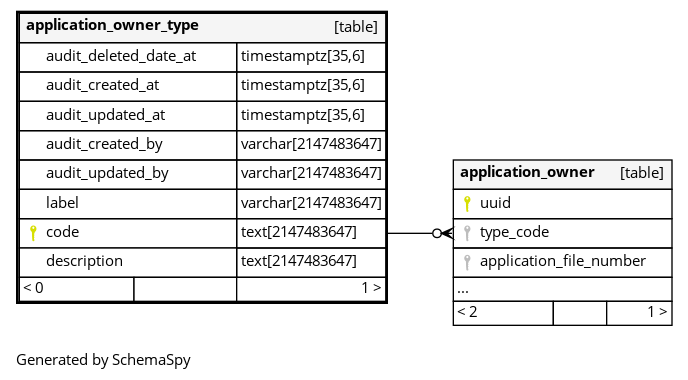 application_owner_type [table]
audit_deleted_date_at timestamptz[35,6]
audit_created_at timestamptz[35,6]
audit_updated_at timestamptz[35,6]
audit_created_by varchar[2147483647]
audit_updated_by varchar[2147483647]
label varchar[2147483647]
code text[2147483647]
description text[2147483647]
< 0 1 >
application_owner [table]
uuid
type_code
application_file_number
...
< 2 1 >
Generated by SchemaSpy